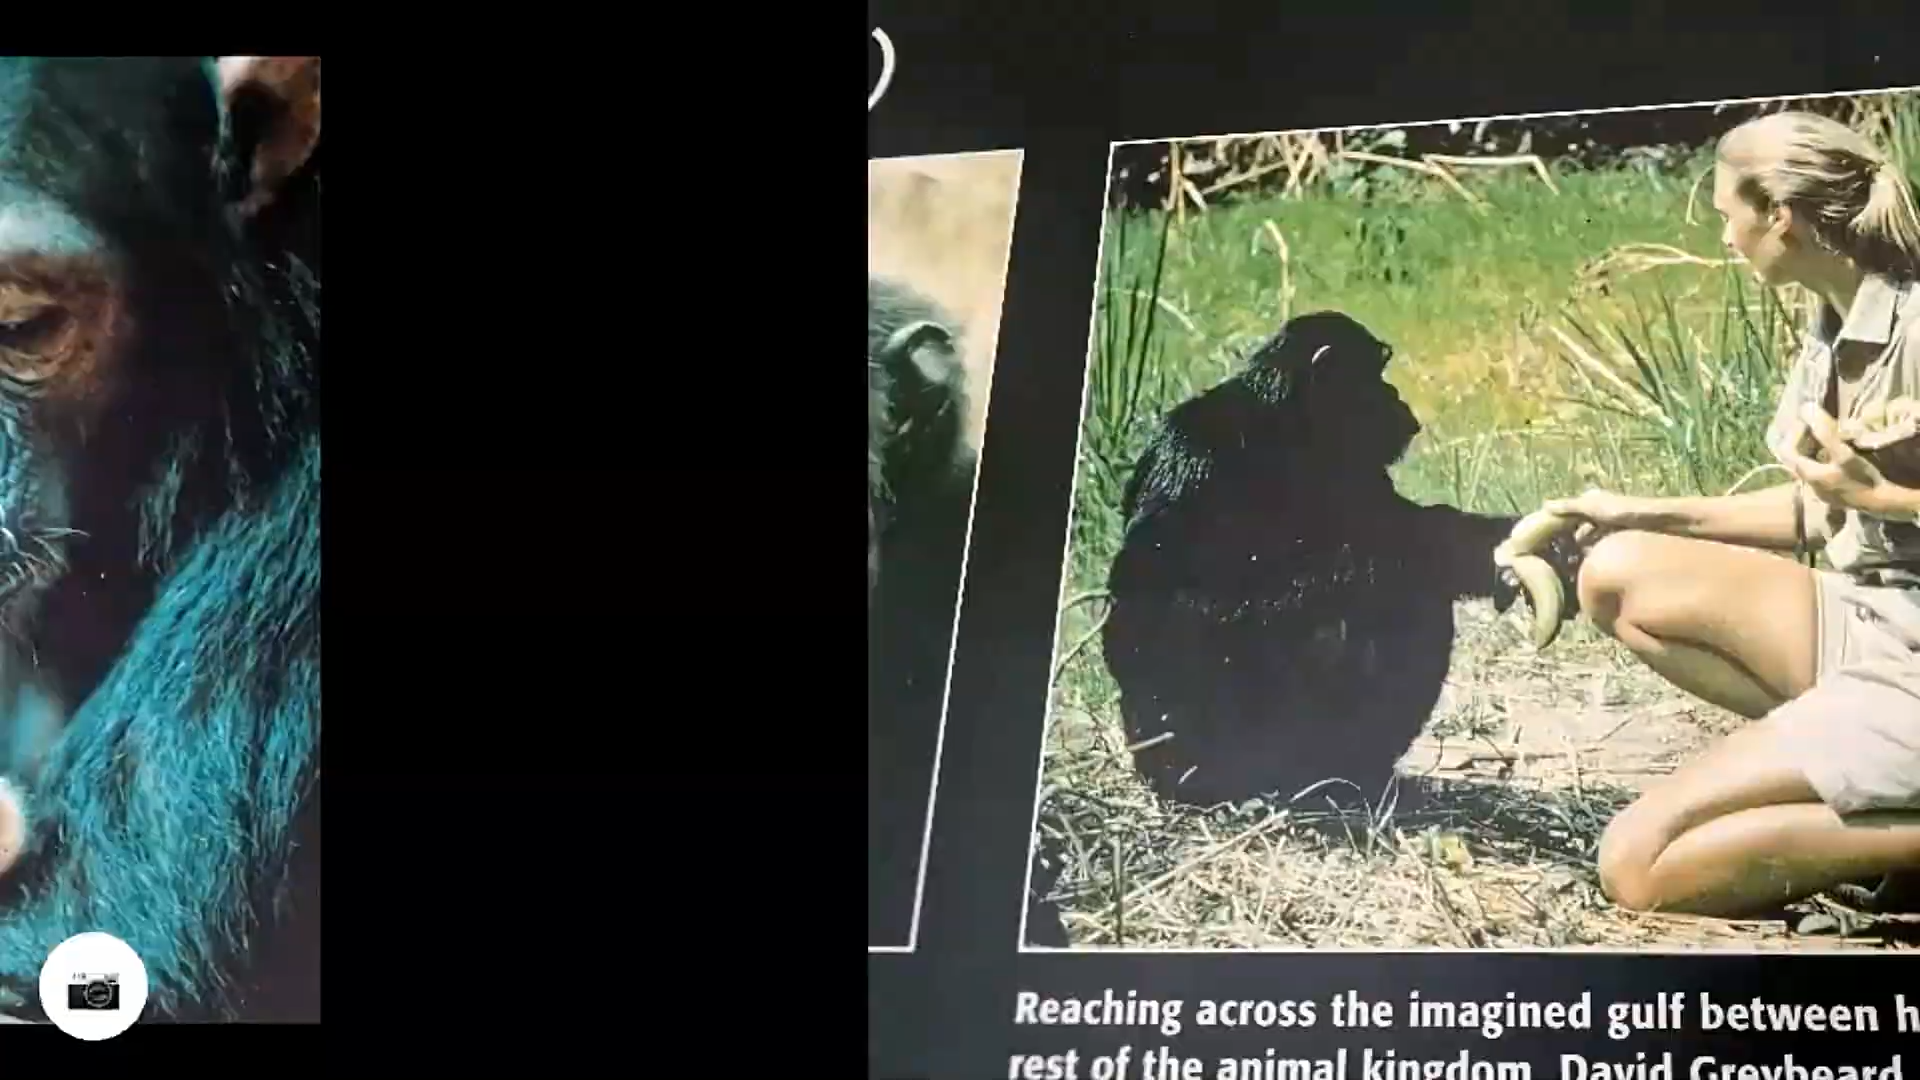 Reaching across the imagined gulf between
rest of the animal kingdom, David Greybeard